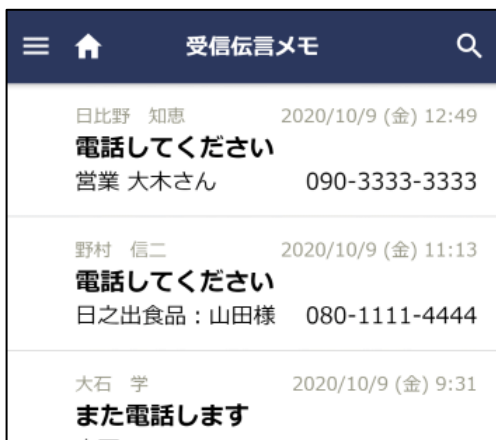 受信伝言メモ
日比野 知恵 2020/10/9 (金) 12:49
電話してください
営業 大木さん 090-3333-3333
野村 信二 2020/10/9 (金) 11:13
電話してください
日之出食品：山田様 080-1111-4444
大石 学 2020/10/9 (金) 9:31
また電話します